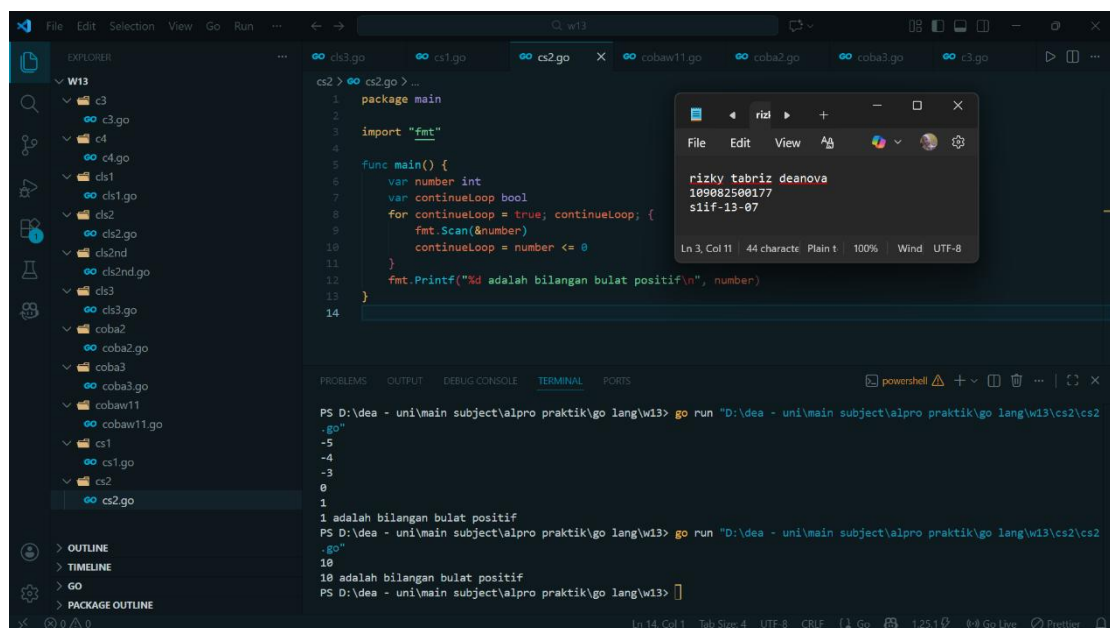 File Edit Selection View Go Run ···
w13
EXPLORER ···
cls3.go cs1.go cs2.go cobaw11.go coba2.go coba3.go c3.go
W13
c3
c3.go
c4
c4.go
cls1
cls1.go
cls2
cls2.go
cls2nd
cls2nd.go
cls3
cls3.go
coba2
coba2.go
coba3
coba3.go
cobaw11
cobaw11.go
cs1
cs1.go
cs2
cs2.go
OUTLINE
TIMELINE
GO
PACKAGE OUTLINE
cs2 > cs2.go > ...
1 package main
2
3 import "fmt"
4
5 func main() {
6 var number int
7 var continueLoop bool
8 for continueLoop = true; continueLoop; {
9 fmt.Scan(&number)
10 continueLoop = number <= 0
11 }
12 fmt.Printf("%d adalah bilangan bulat positif\n", number)
13 }
14
rizl
File Edit View
rizky tabriz deanova
109082500177
s1if-13-07
Ln 3, Col 11 44 characte Plain t 100% Wind UTF-8
PROBLEMS OUTPUT DEBUG CONSOLE TERMINAL PORTS
powershell
PS D:\dea - uni\main subject\alpro praktik\go lang\w13> go run "D:\dea - uni\main subject\alpro praktik\go lang\w13\cs2\cs2
.go"
-5
-4
-3
0
1
1 adalah bilangan bulat positif
PS D:\dea - uni\main subject\alpro praktik\go lang\w13> go run "D:\dea - uni\main subject\alpro praktik\go lang\w13\cs2\cs2
.go"
10
10 adalah bilangan bulat positif
PS D:\dea - uni\main subject\alpro praktik\go lang\w13>
0 0 Ln 14, Col 1 Tab Size: 4 UTF-8 CRLF Go 1.25.1 Go Live Prettier